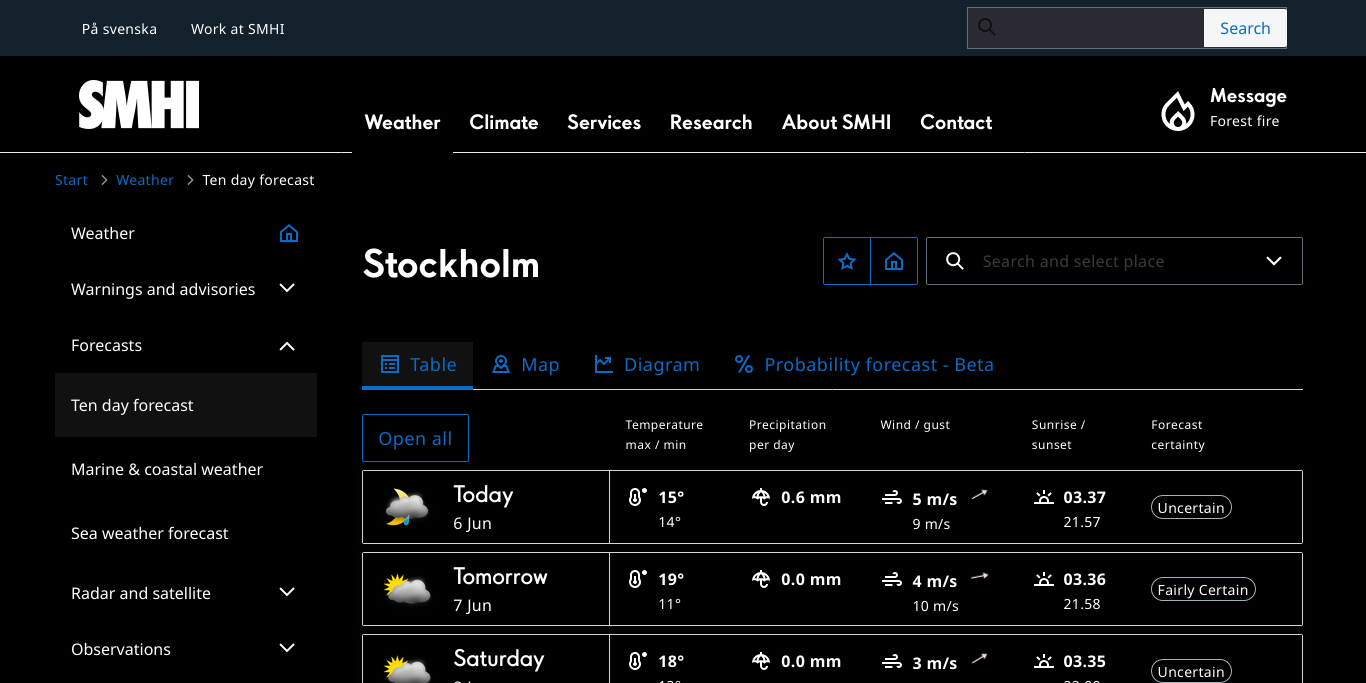 På svenska
Work at SMHI
Search
SMHI
Weather
Climate
Services
Research
About SMHI
Contact
Message
Forest fire
Start
Weather
Ten day forecast
Weather
Warnings and advisories
Forecasts
Ten day forecast
Marine & coastal weather
Sea weather forecast
Radar and satellite
Observations
Stockholm
Search and select place
Table
Map
Diagram
Probability forecast - Beta
Open all
Temperature
max / min
Precipitation
per day
Wind / gust
Sunrise /
sunset
Forecast
certainty
Today
6 Jun
15°
14°
0.6 mm
5 m/s
9 m/s
03.37
21.57
Uncertain
Tomorrow
7 Jun
19°
11°
0.0 mm
4 m/s
10 m/s
03.36
21.58
Fairly Certain
Saturday
18°
0.0 mm
3 m/s
03.35
Uncertain